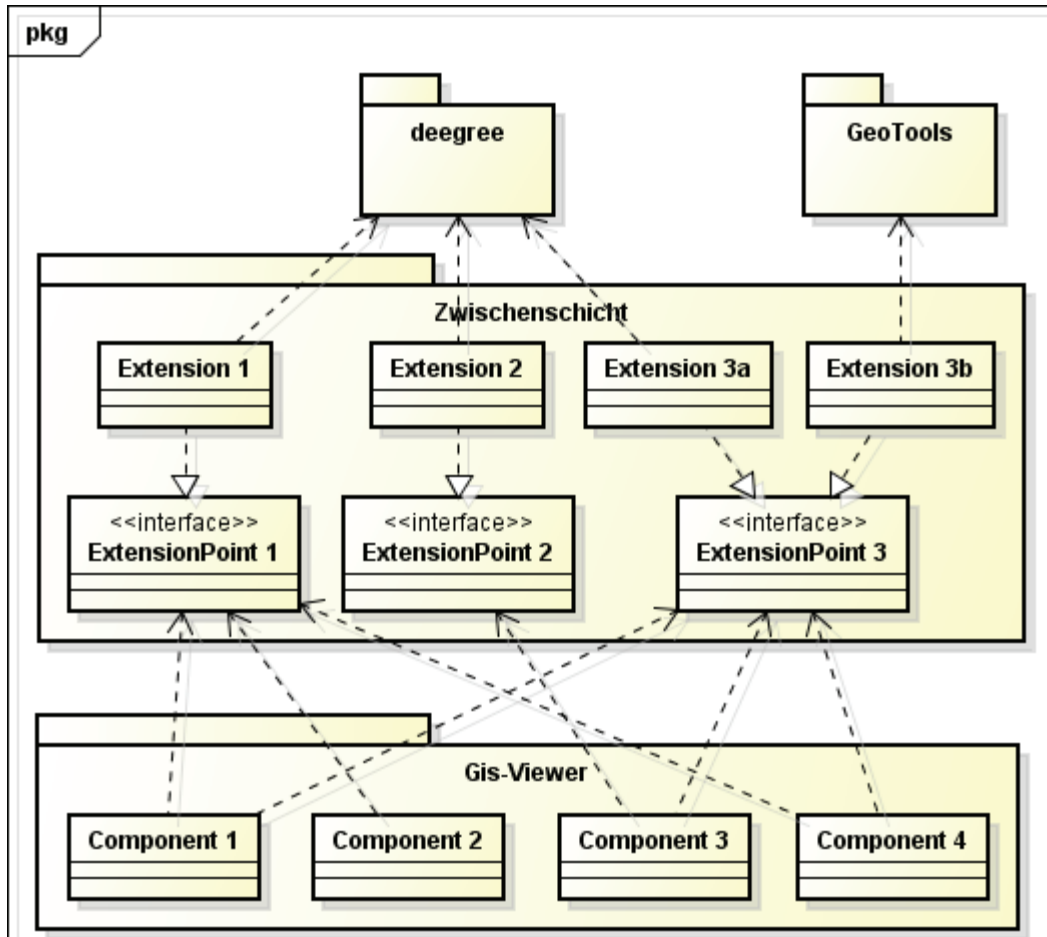 pkg
deegree
GeoTools
Zwischenschicht
Extension 1
Extension 2
Extension 3a
Extension 3b
<<interface>>
ExtensionPoint 1
<<interface>>
ExtensionPoint 2
<<interface>>
ExtensionPoint 3
Gis-Viewer
Component 1
Component 2
Component 3
Component 4